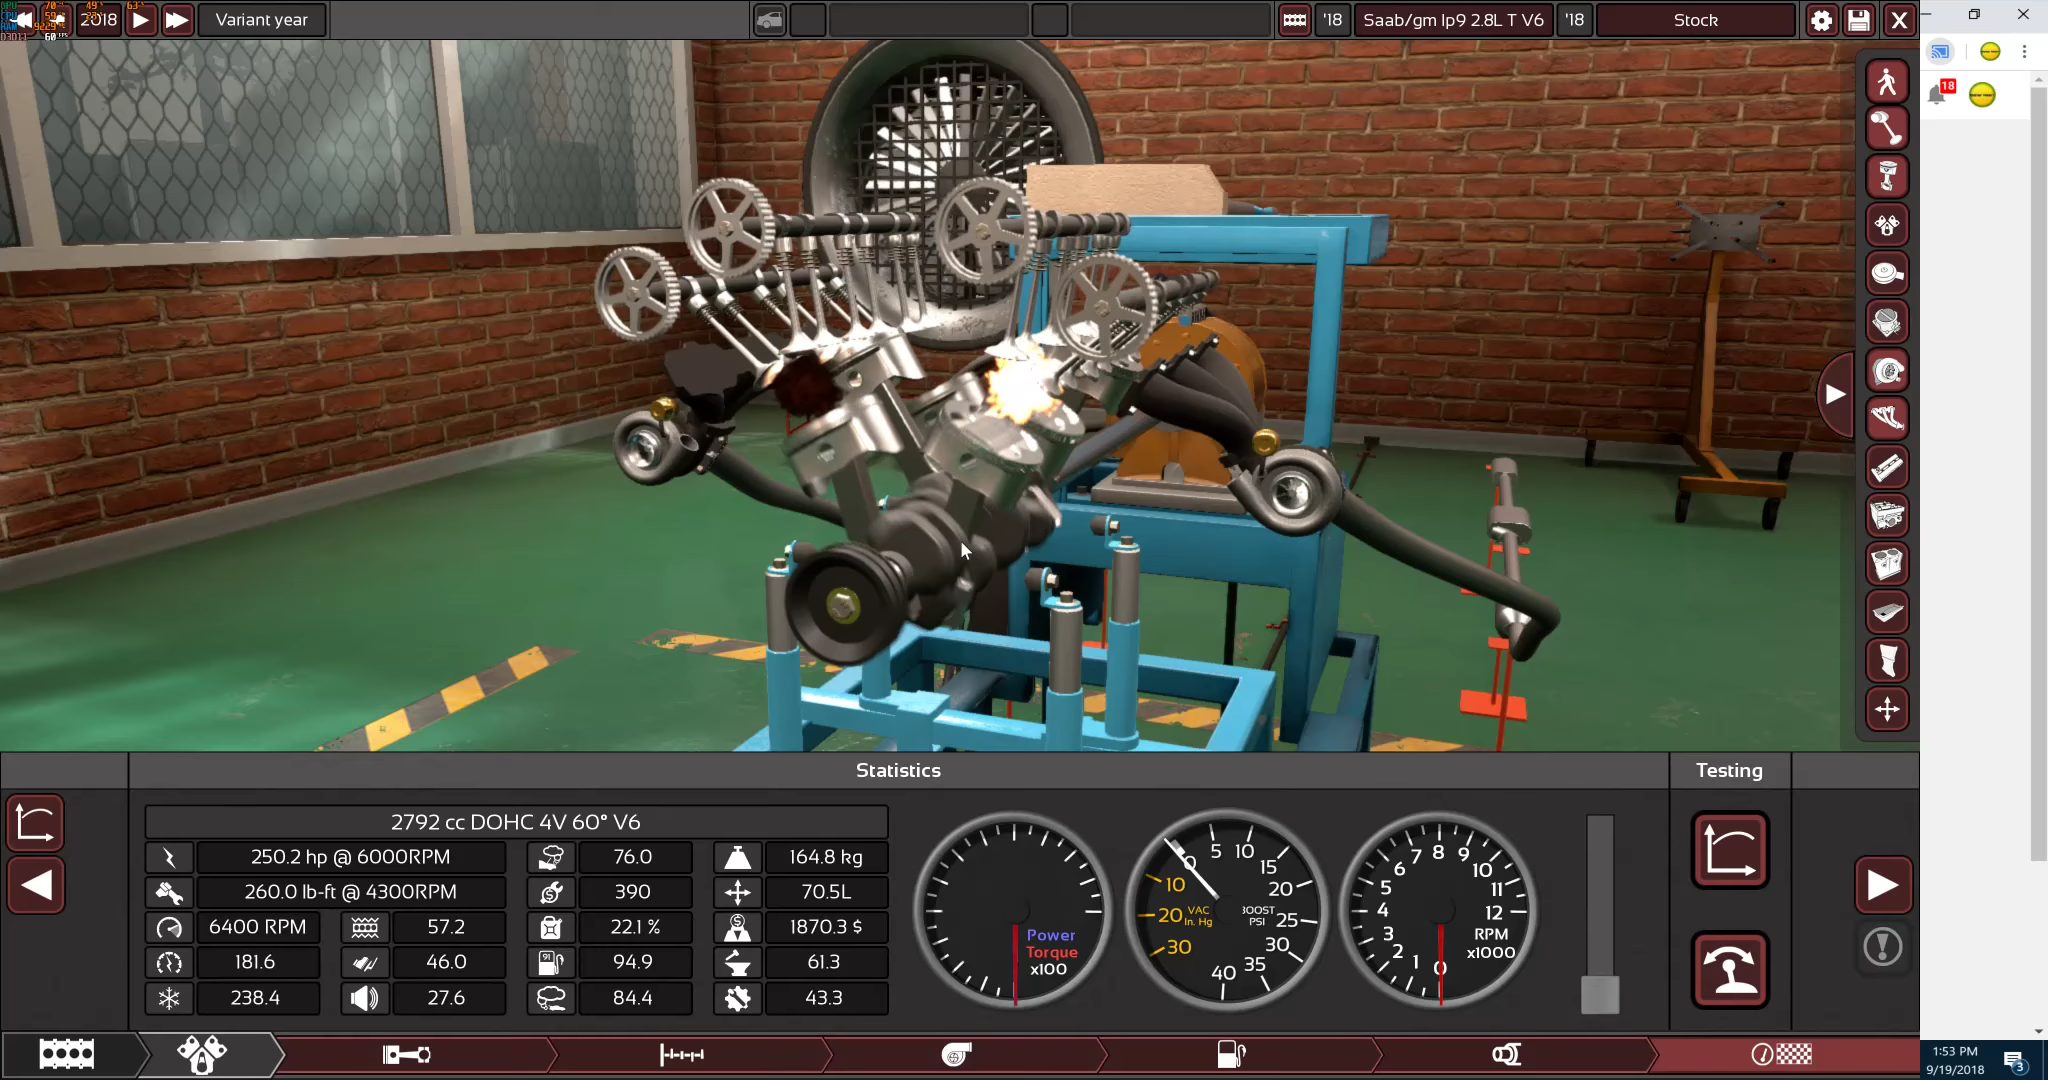 2018
Variant year
'18
Saab/gm lp9 2.8L T V6
'18
Stock
18
Statistics
Testing
2792 cc DOHC 4V 60° V6
250.2 hp @ 6000RPM
76.0
164.8 kg
260.0 lb-ft @ 4300RPM
390
70.5L
6400 RPM
57.2
22.1 %
1870.3 $
181.6
46.0
94.9
61.3
238.4
27.6
84.4
43.3
Power
Torque
x100
0 5 10 15 20 25 30 35 40
10 20 30
VAC
In. Hg
BOOST
PSI
0 1 2 3 4 5 6 7 8 9 10 11 12
RPM
x1000
91
1:53 PM
9/19/2018
3